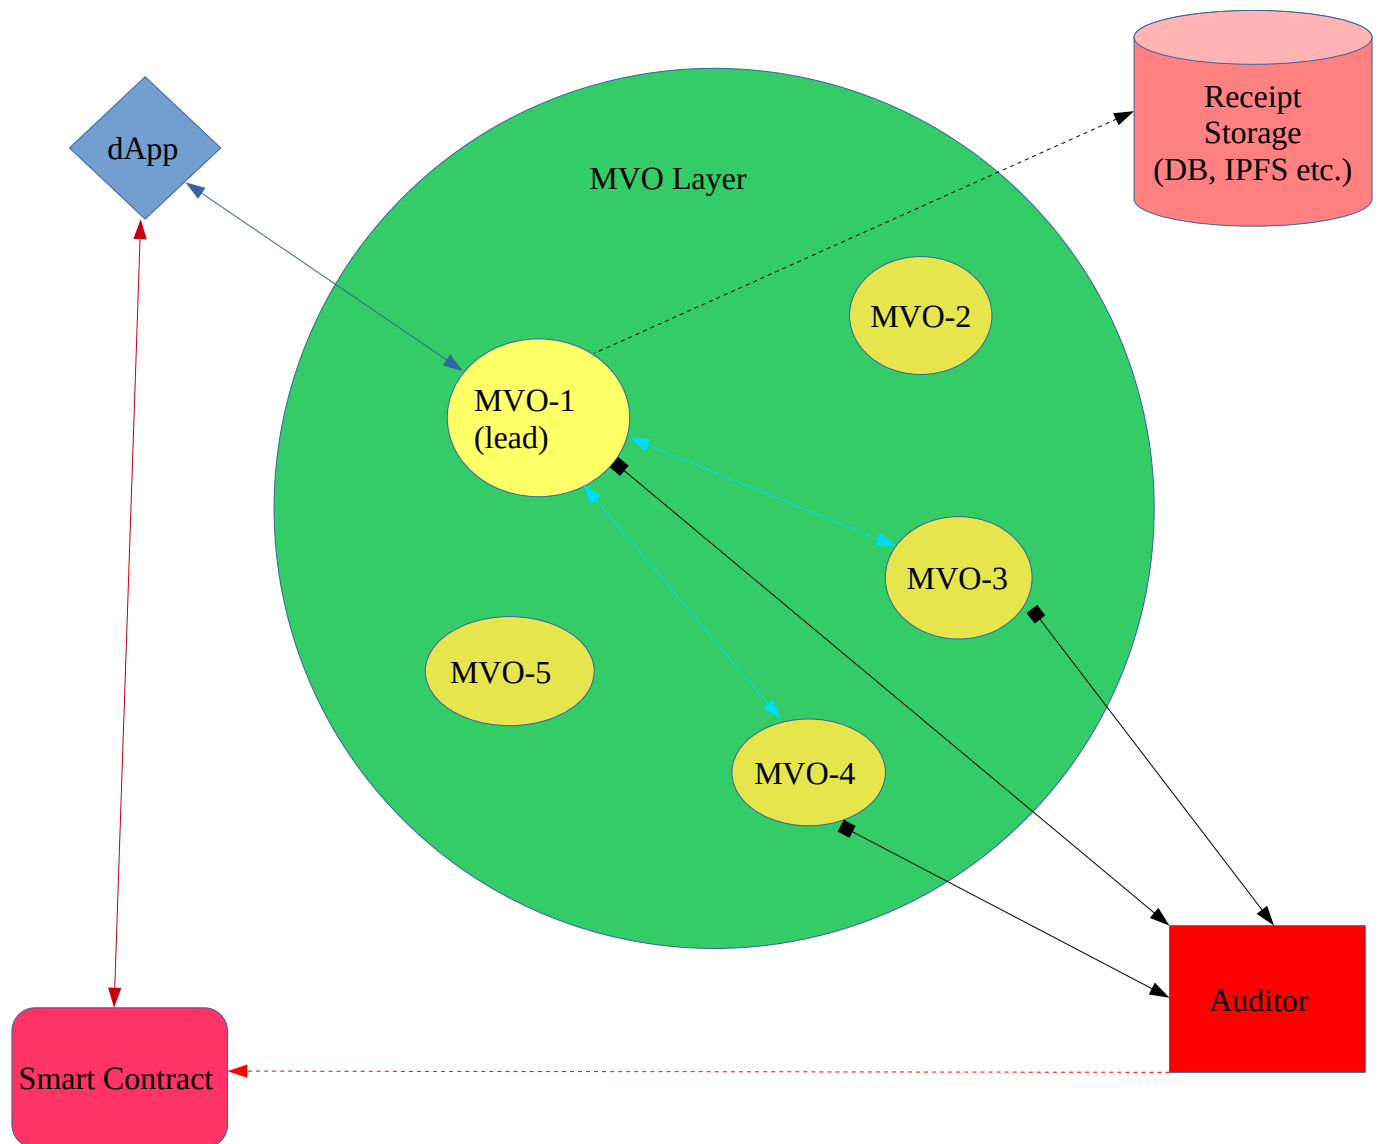 dApp
MVO Layer
Receipt
Storage
(DB, IPFS etc.)
MVO-2
MVO-1
(lead)
MVO-3
MVO-5
MVO-4
Auditor
Smart Contract